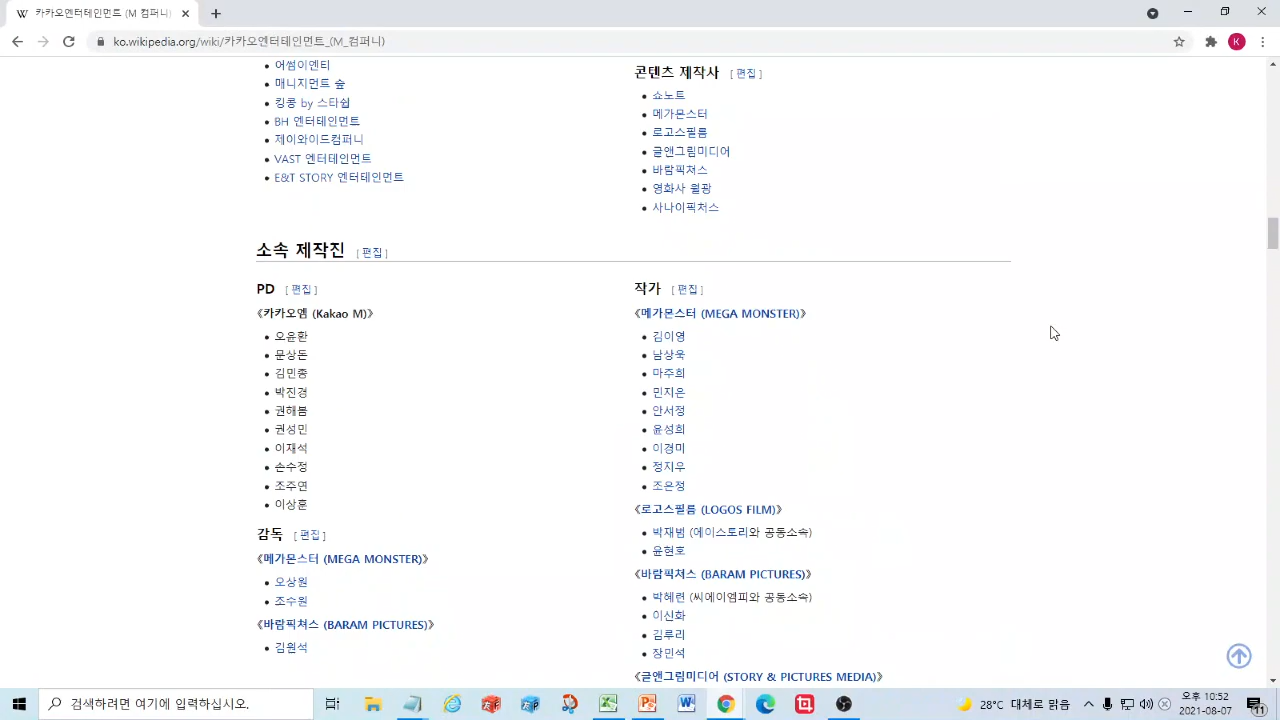 카카오엔터테인먼트 (M 컴퍼니)
ko.wikipedia.org/wiki/카카오엔터테인먼트_(M_컴퍼니)
K
어썸이엔티
매니지먼트 숲
킹콩 by 스타쉽
BH 엔터테인먼트
제이와이드컴퍼니
VAST 엔터테인먼트
E&T STORY 엔터테인먼트
콘텐츠 제작사 [ 편집 ]
쇼노트
메가몬스터
로고스필름
글앤그림미디어
바람픽처스
영화사 월광
사나이픽처스
소속 제작진 [ 편집 ]
PD [ 편집 ]
《카카오엠 (Kakao M)》
오윤환
문상돈
김민종
박진경
권해봄
권성민
이재석
손수정
조주연
이상훈
감독 [ 편집 ]
《메가몬스터 (MEGA MONSTER)》
오상원
조수원
《바람픽쳐스 (BARAM PICTURES)》
김원석
작가 [ 편집 ]
《메가몬스터 (MEGA MONSTER)》
김이영
남상욱
마주희
민지은
안서정
윤성희
이경미
정지우
조은정
《로고스필름 (LOGOS FILM)》
박재범 (에이스토리와 공동소속)
윤현호
《바람픽처스 (BARAM PICTURES)》
박혜련 (씨에이엠피와 공동소속)
이신화
김루리
장민석
《글앤그림미디어 (STORY & PICTURES MEDIA)》
검색하려면 여기에 입력하십시오.
28°C 대체로 맑음
오후 10:52
2021-08-07
11